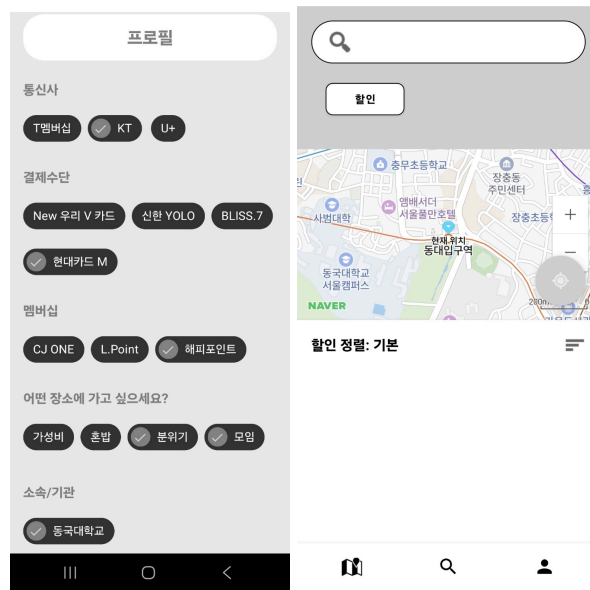 프로필
통신사
T멤버십
KT
U+
결제수단
New 우리 V 카드
신한 YOLO
BLISS.7
현대카드 M
멤버십
CJ ONE
L.Point
해피포인트
어떤 장소에 가고 싶으세요?
가성비
혼밥
분위기
모임
소속/기관
동국대학교
할인
충무초등학교
장충동
주민센터
앰배서더
서울풀만호텔
사범대학
장충초등
현재 위치
동대입구역
동국대학교
서울캠퍼스
NAVER
200m
할인 정렬: 기본